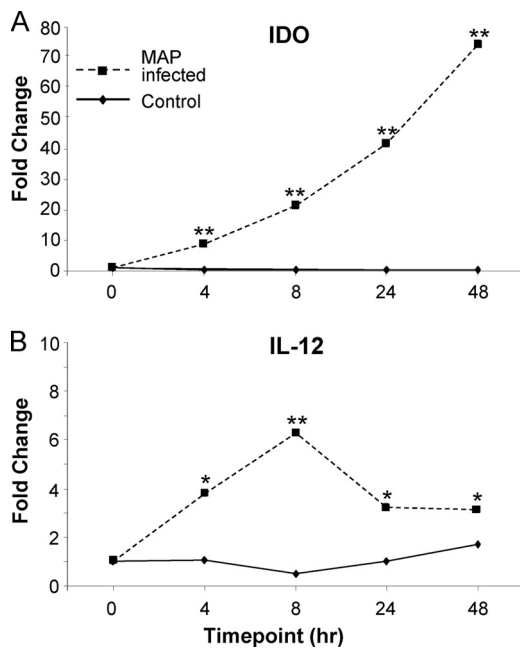 A
IDO
80
70
60
50
40
30
20
10
0
Fold Change
MAP
infected
Control
**
**
**
**
0 4 8 24 48
B
IL-12
10
8
6
4
2
0
Fold Change
*
**
*
*
0 4 8 24 48
Timepoint (hr)